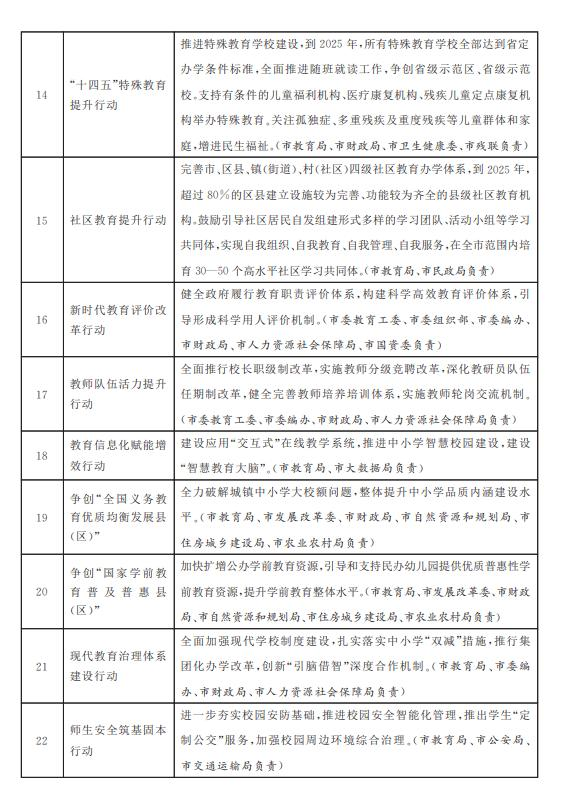 14
“十四五”特殊教育
提升行动
推进特殊教育学校建设，到 2025 年，所有特殊教育学校全部达到省定
办学条件标准，全面推进随班就读工作，争创省级示范区、省级示范
校。支持有条件的儿童福利机构、医疗康复机构、残疾儿童定点康复机
构举办特殊教育。关注孤独症、多重残疾及重度残疾等儿童群体和家
庭，增进民生福祉。（市教育局、市财政局、市卫生健康委、市残联负责）
15
社区教育提升行动
完善市、区县、镇（街道）、村（社区）四级社区教育办学体系，到 2025 年，
超过 80%的区县建立设施较为完善、功能较为齐全的县级社区教育机
构。鼓励引导社区居民自发组建形式多样的学习团队、活动小组等学习
共同体，实现自我组织、自我教育、自我管理、自我服务，在全市范围内培
育 30—50 个高水平社区学习共同体。（市教育局、市民政局负责）
16
新时代教育评价改
革行动
健全政府履行教育职责评价体系，构建科学高效教育评价体系，引
导形成科学用人评价机制。（市委教育工委、市委组织部、市委编办、
市财政局、市人力资源社会保障局、市国资委负责）
17
教师队伍活力提升
行动
全面推行校长职级制改革，实施教师分级竞聘改革，深化教研员队伍
任期制改革，健全完善教师培养培训体系，实施教师轮岗交流机制。
（市委教育工委、市委编办、市财政局、市人力资源社会保障局负责）
18
教育信息化赋能增
效行动
建设应用“交互式”在线教学系统，推进中小学智慧校园建设，建设
“智慧教育大脑”。（市教育局、市大数据局负责）
19
争创“全国义务教
育优质均衡发展县
（区）”
全力破解城镇中小学大校额问题，整体提升中小学品质内涵建设水
平。（市教育局、市发展改革委、市财政局、市自然资源和规划局、市
住房城乡建设局、市农业农村局负责）
20
争创“国家学前教
育普及普惠县
（区）”
加快扩增公办学前教育资源，引导和支持民办幼儿园提供优质普惠性学
前教育资源，提升学前教育整体水平。（市教育局、市发展改革委、市财政
局、市自然资源和规划局、市住房城乡建设局、市农业农村局负责）
21
现代教育治理体系
建设行动
全面加强现代学校制度建设，扎实落实中小学“双减”措施，推行集
团化办学改革，创新“引脑借智”深度合作机制。（市教育局、市委编
办、市财政局、市人力资源社会保障局负责）
22
师生安全筑基固本
行动
进一步夯实校园安防基础，推进校园安全智能化管理，推出学生“定
制公交”服务，加强校园周边环境综合治理。（市教育局、市公安局、
市交通运输局负责）